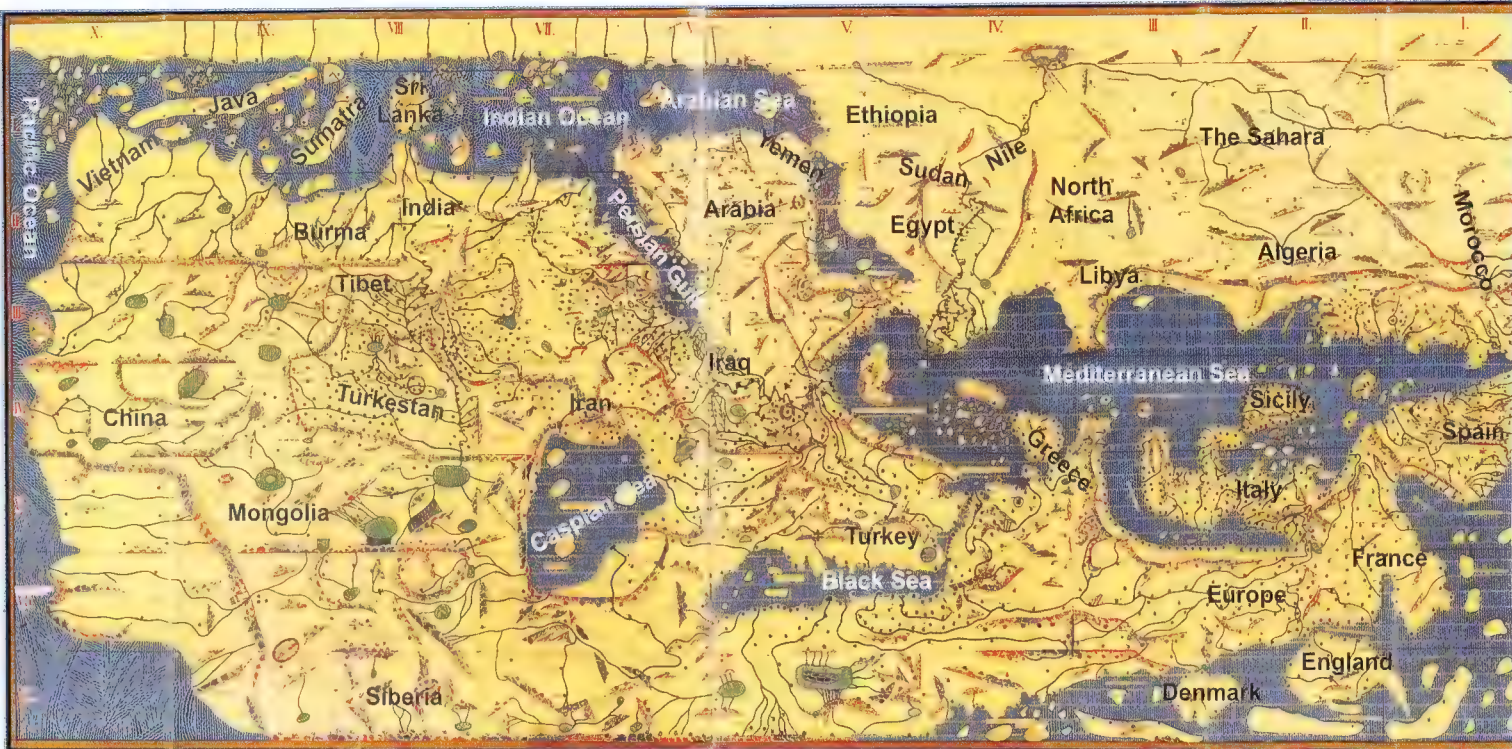 X. IX. VIII VII. V V. IV. III II. I.
Java
Sri
Lanka
Sumatra
Indian Ocean
Arabian Sea
Ethiopia
The Sahara
Pacific Ocean
Vietnam
Yemen
Sudan
Nile
North
Africa
India
Arabia
Burma
Egypt
Morocco
Persian Gulf
Algeria
Libya
Tibet
III
Iraq
Mediterranean Sea
Sicily
Turkestan
Iran
China
Spain
Greece
Italy
Mongolia
Caspian Sea
Turkey
France
Black Sea
Europe
England
Siberia
Denmark